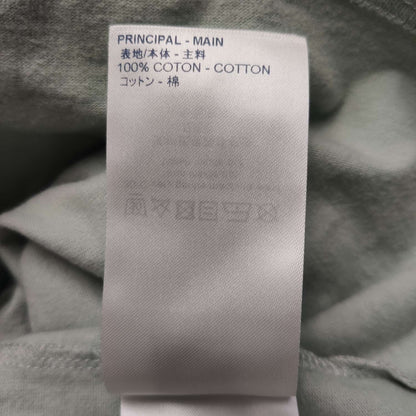 PRINCIPAL - MAIN
表地/本体 - 主料
100% COTON - COTTON
コットン - 棉